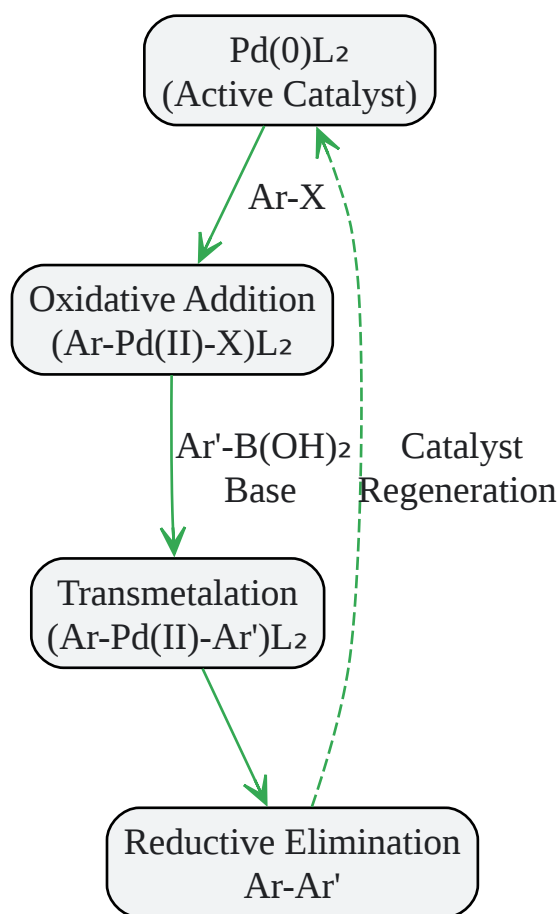 Pd(0)L₂
(Active Catalyst)
Ar-X
Oxidative Addition
(Ar-Pd(II)-X)L₂
Ar'-B(OH)₂
Base
Catalyst
Regeneration
Transmetalation
(Ar-Pd(II)-Ar')L₂
Reductive Elimination
Ar-Ar'